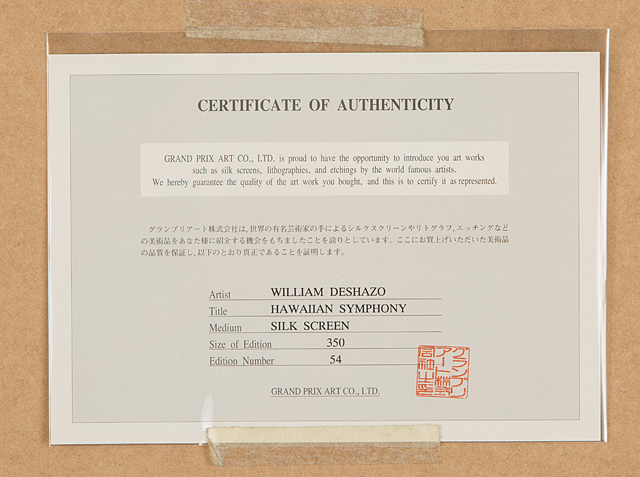 CERTIFICATE OF AUTHENTICITY
GRAND PRIX ART CO., LTD. is proud to have the opportunity to introduce you art works
such as silk screens, lithographies, and etchings by the world famous artists.
We hereby guarantee the quality of the art work you bought, and this is to certify it as represented.
グランプリアート株式会社は、世界の有名芸術家の手によるシルクスクリーンやリトグラフ、エッチングなど
の美術品をあなた様に紹介する機会をもちましたことを誇りとしています。ここにお買上げいただいた美術品
の品質を保証し、以下のとおり真正であることを証明します。
Artist WILLIAM DESHAZO
Title HAWAIIAN SYMPHONY
Medium SILK SCREEN
Size of Edition 350
Edition Number 54
GRAND PRIX ART CO., LTD.